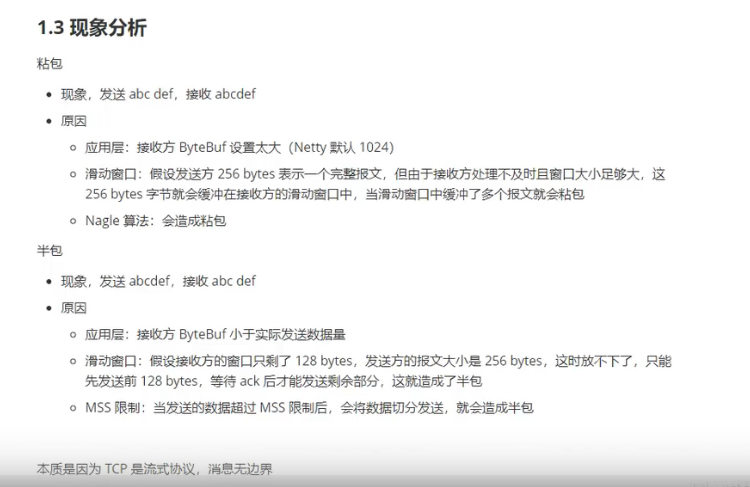 1.3 现象分析
粘包
现象，发送 abc def，接收 abcdef
原因
应用层：接收方 ByteBuf 设置太大（Netty 默认 1024）
滑动窗口：假设发送方 256 bytes 表示一个完整报文，但由于接收方处理不及时且窗口大小足够大，这
256 bytes 字节就会缓冲在接收方的滑动窗口中，当滑动窗口中缓冲了多个报文就会粘包
Nagle 算法：会造成粘包
半包
现象，发送 abcdef，接收 abc def
原因
应用层：接收方 ByteBuf 小于实际发送数据量
滑动窗口：假设接收方的窗口只剩了 128 bytes，发送方的报文大小是 256 bytes，这时放不下了，只能
先发送前 128 bytes，等待 ack 后才能发送剩余部分，这就造成了半包
MSS 限制：当发送的数据超过 MSS 限制后，会将数据切分发送，就会造成半包
本质是因为 TCP 是流式协议，消息无边界